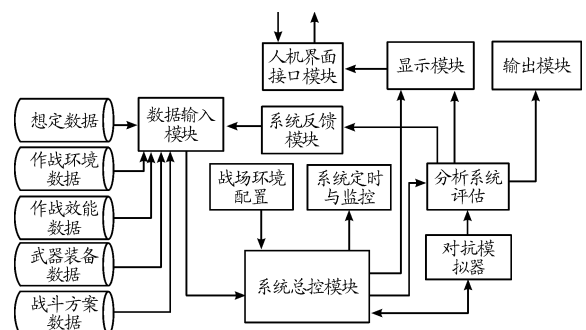 人机界面
接口模块
显示模块
输出模块
想定数据
数据输入
模块
系统反馈
模块
作战环境
数据
战场环境
配置
系统定时
与监控
分析系统
评估
作战效能
数据
武器装备
数据
系统总控模块
对抗模
拟器
战斗方案
数据